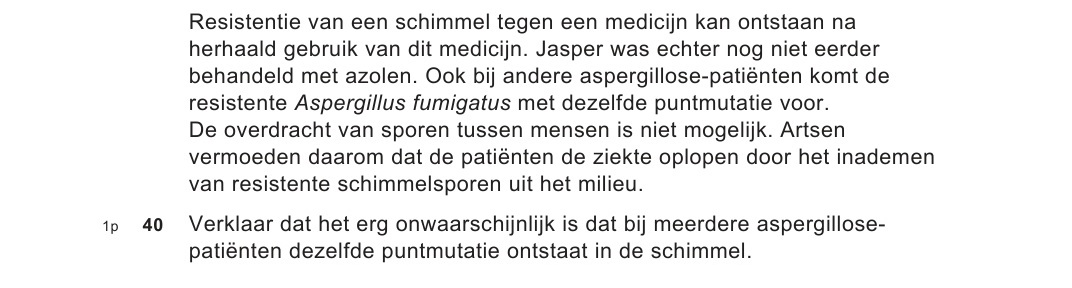 Resistentie van een schimmel tegen een medicijn kan ontstaan na
herhaald gebruik van dit medicijn. Jasper was echter nog niet eerder
behandeld met azolen. Ook bij andere aspergillose-patiënten komt de
resistente Aspergillus fumigatus met dezelfde puntmutatie voor.
De overdracht van sporen tussen mensen is niet mogelijk. Artsen
vermoeden daarom dat de patiënten de ziekte oplopen door het inademen
van resistente schimmelsporen uit het milieu.
1p 40 Verklaar dat het erg onwaarschijnlijk is dat bij meerdere aspergillose-
patiënten dezelfde puntmutatie ontstaat in de schimmel.